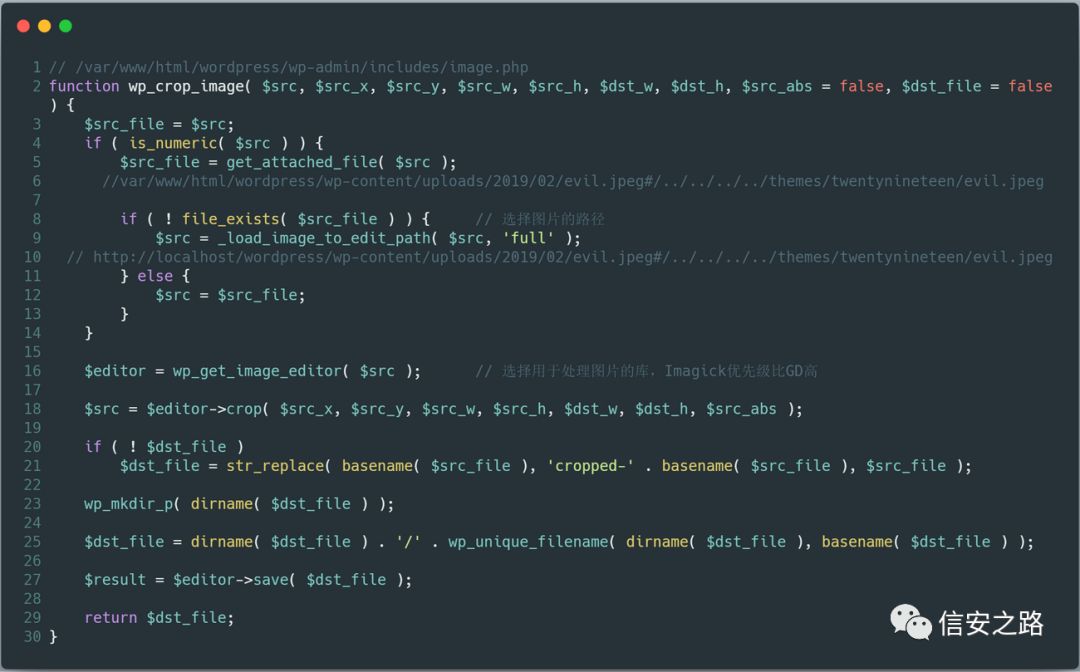 1 // /var/www/html/wordpress/wp-admin/includes/image.php
2 function wp_crop_image( $src, $src_x, $src_y, $src_w, $src_h, $dst_w, $dst_h, $src_abs = false, $dst_file = false
) {
3 $src_file = $src;
4 if ( is_numeric( $src ) ) {
5 $src_file = get_attached_file( $src );
6 //var/www/html/wordpress/wp-content/uploads/2019/02/evil.jpeg#/../../../../themes/twentynineteen/evil.jpeg
7
8 if ( ! file_exists( $src_file ) ) { // 选择图片的路径
9 $src = _load_image_to_edit_path( $src, 'full' );
10 // http://localhost/wordpress/wp-content/uploads/2019/02/evil.jpeg#/../../../../themes/twentynineteen/evil.jpeg
11 } else {
12 $src = $src_file;
13 }
14 }
15
16 $editor = wp_get_image_editor( $src ); // 选择用于处理图片的库，Imagick优先级比GD高
17
18 $src = $editor->crop( $src_x, $src_y, $src_w, $src_h, $dst_w, $dst_h, $src_abs );
19
20 if ( ! $dst_file )
21 $dst_file = str_replace( basename( $src_file ), 'cropped-' . basename( $src_file ), $src_file );
22
23 wp_mkdir_p( dirname( $dst_file ) );
24
25 $dst_file = dirname( $dst_file ) . '/' . wp_unique_filename( dirname( $dst_file ), basename( $dst_file ) );
26
27 $result = $editor->save( $dst_file );
28
29 return $dst_file;
30 }
信安之路